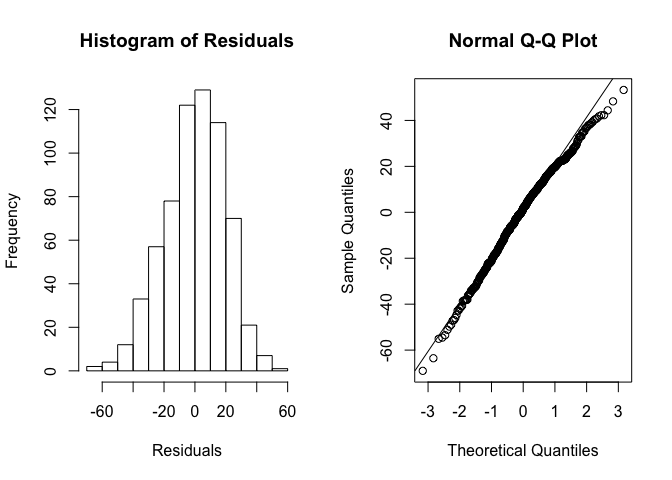 Histogram of Residuals
Frequency
0 20 40 60 80 100 120
-60 -20 0 20 60
Residuals
Normal Q-Q Plot
Sample Quantiles
-60 -40 -20 0 20 40
-3 -2 -1 0 1 2 3
Theoretical Quantiles